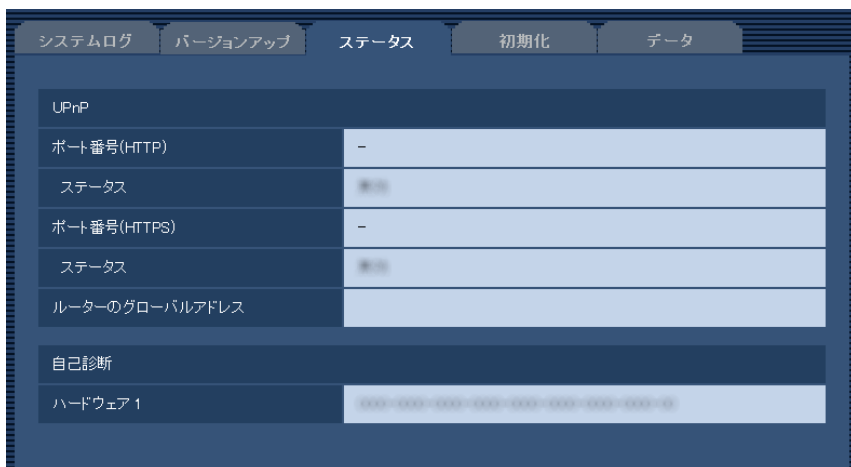 システムログ バージョンアップ ステータス 初期化 データ
UPnP
ポート番号(HTTP) -
ステータス
ポート番号(HTTPS) -
ステータス
ルーターのグローバルアドレス
自己診断
ハードウェア1